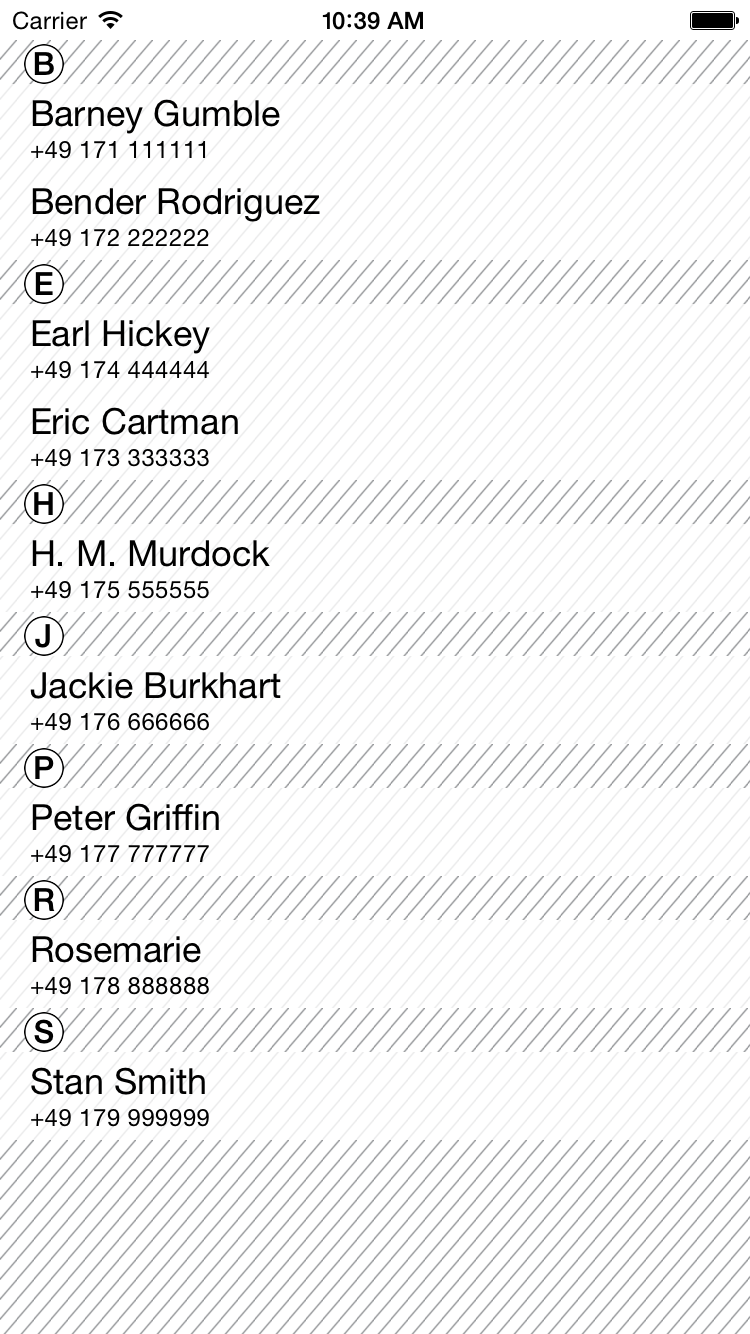 Carrier 10:39 AM
B
Barney Gumble
+49 171 111111
Bender Rodriguez
+49 172 222222
E
Earl Hickey
+49 174 444444
Eric Cartman
+49 173 333333
H
H. M. Murdock
+49 175 555555
J
Jackie Burkhart
+49 176 666666
P
Peter Griffin
+49 177 777777
R
Rosemarie
+49 178 888888
S
Stan Smith
+49 179 999999